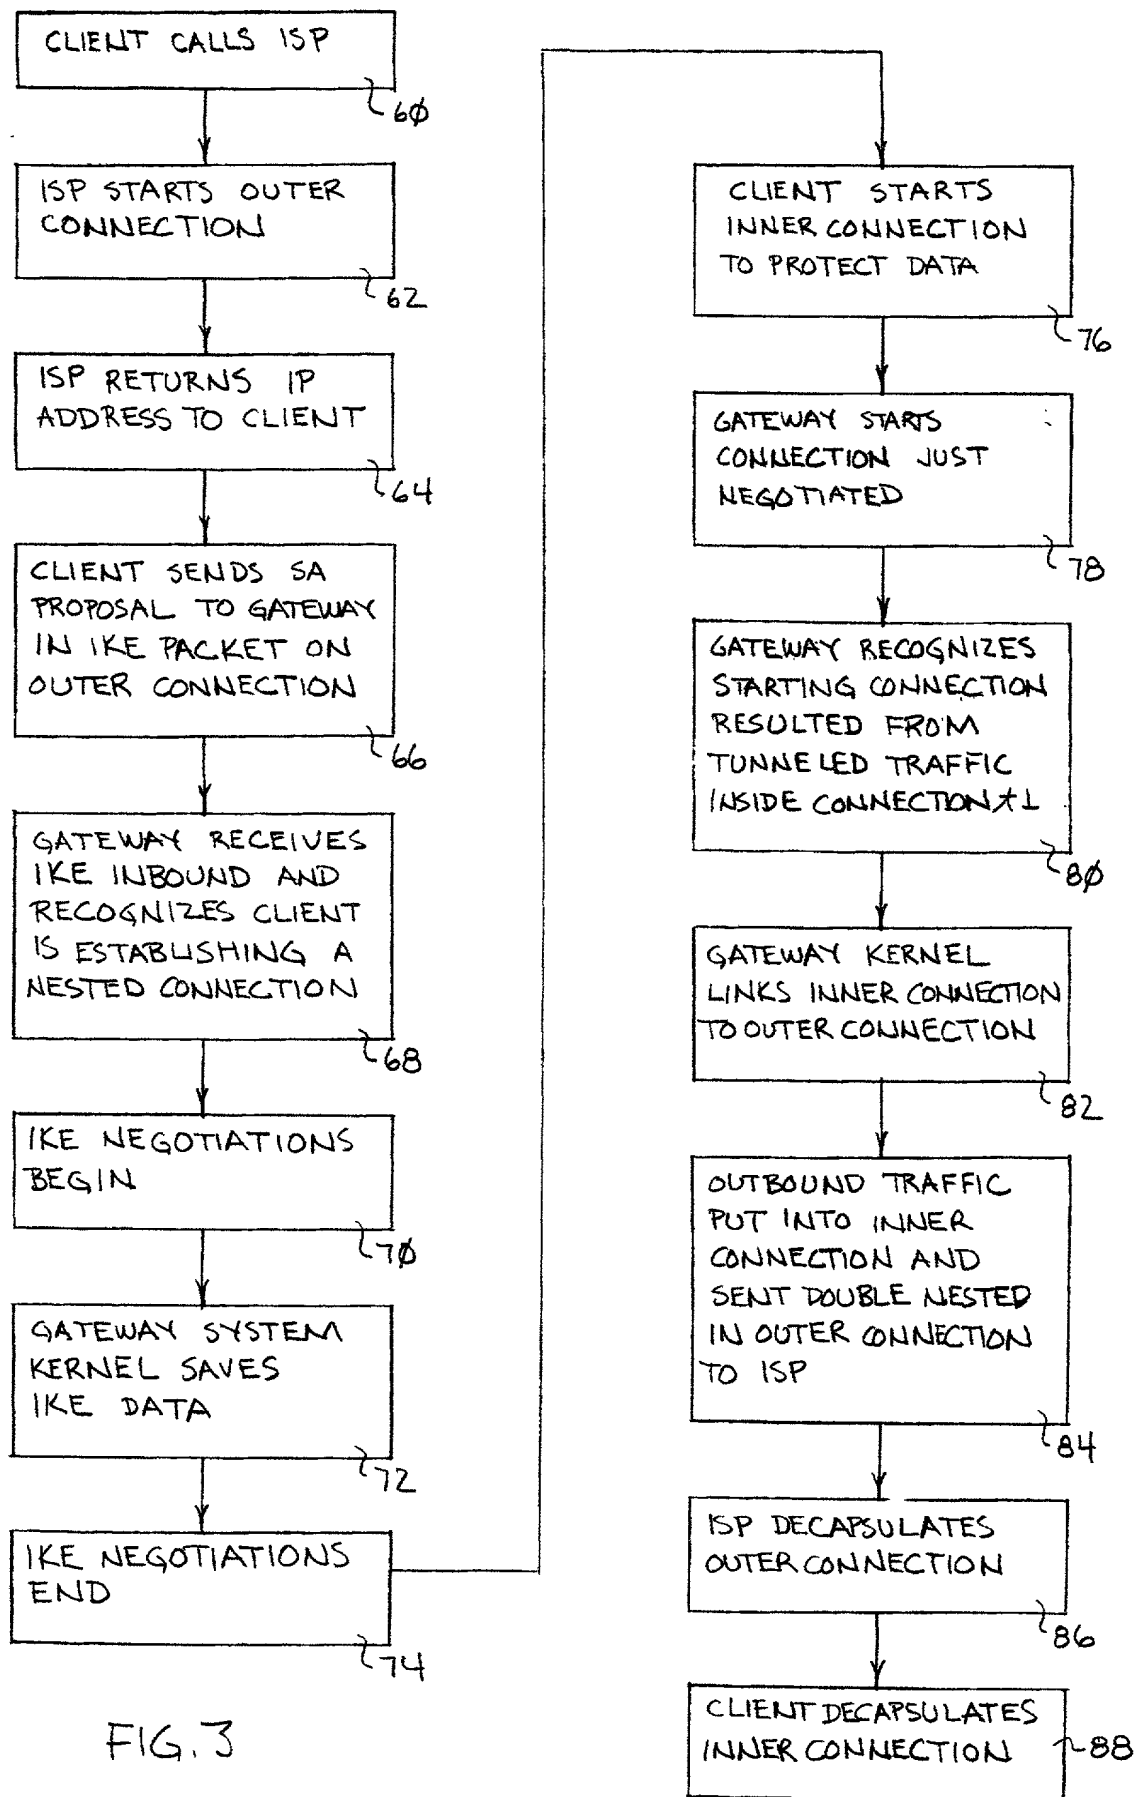 CLIENT CALLS ISP
60
ISP STARTS OUTER
CONNECTION
62
ISP RETURNS IP
ADDRESS TO CLIENT
64
CLIENT SENDS SA
PROPOSAL TO GATEWAY
IN IKE PACKET ON
OUTER CONNECTION
66
GATEWAY RECEIVES
IKE INBOUND AND
RECOGNIZES CLIENT
IS ESTABLISHING A
NESTED CONNECTION
68
IKE NEGOTIATIONS
BEGIN
70
GATEWAY SYSTEM
KERNEL SAVES
IKE DATA
72
IKE NEGOTIATIONS
END
74
CLIENT STARTS
INNER CONNECTION
TO PROTECT DATA
76
GATEWAY STARTS
CONNECTION JUST
NEGOTIATED
78
GATEWAY RECOGNIZES
STARTING CONNECTION
RESULTED FROM
TUNNELED TRAFFIC
INSIDE CONNECTION
80
GATEWAY KERNEL
LINKS INNER CONNECTION
TO OUTER CONNECTION
82
OUTBOUND TRAFFIC
PUT INTO INNER
CONNECTION AND
SENT DOUBLE NESTED
IN OUTER CONNECTION
TO ISP
84
ISP DECAPSULATES
OUTER CONNECTION
86
CLIENT DECAPSULATES
INNER CONNECTION
88
FIG. 3